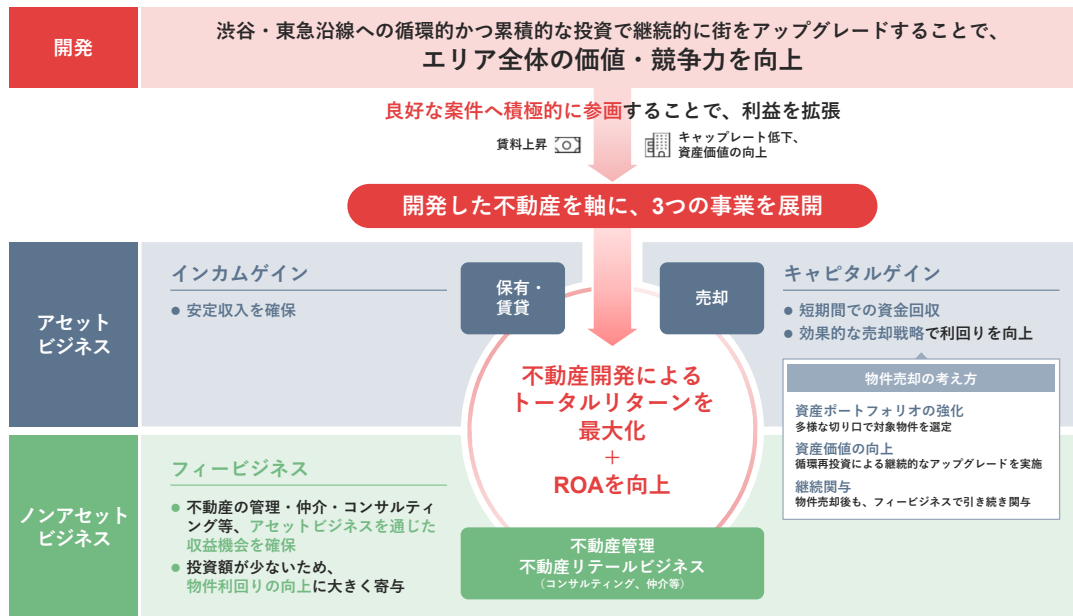 開発
渋谷・東急沿線への循環的かつ累積的な投資で継続的に街をアップグレードすることで、
エリア全体の価値・競争力を向上
良好な案件へ積極的に参画することで、利益を拡張
賃料上昇
キャップレート低下、
資産価値の向上
開発した不動産を軸に、3つの事業を展開
アセット
ビジネス
インカムゲイン
● 安定収入を確保
保有・
賃貸
売却
キャピタルゲイン
● 短期間での資金回収
● 効果的な売却戦略で利回りを向上
物件売却の考え方
資産ポートフォリオの強化
多様な切り口で対象物件を選定
資産価値の向上
循環再投資による継続的なアップグレードを実施
継続関与
物件売却後も、フィービジネスで引き続き関与
不動産開発による
トータルリターンを
最大化
＋
ROAを向上
ノンアセット
ビジネス
フィービジネス
● 不動産の管理・仲介・コンサルティ
ング等、アセットビジネスを通じた
収益機会を確保
● 投資額が少ないため、
物件利回りの向上に大きく寄与
不動産管理
不動産リテールビジネス
（コンサルティング、仲介等）